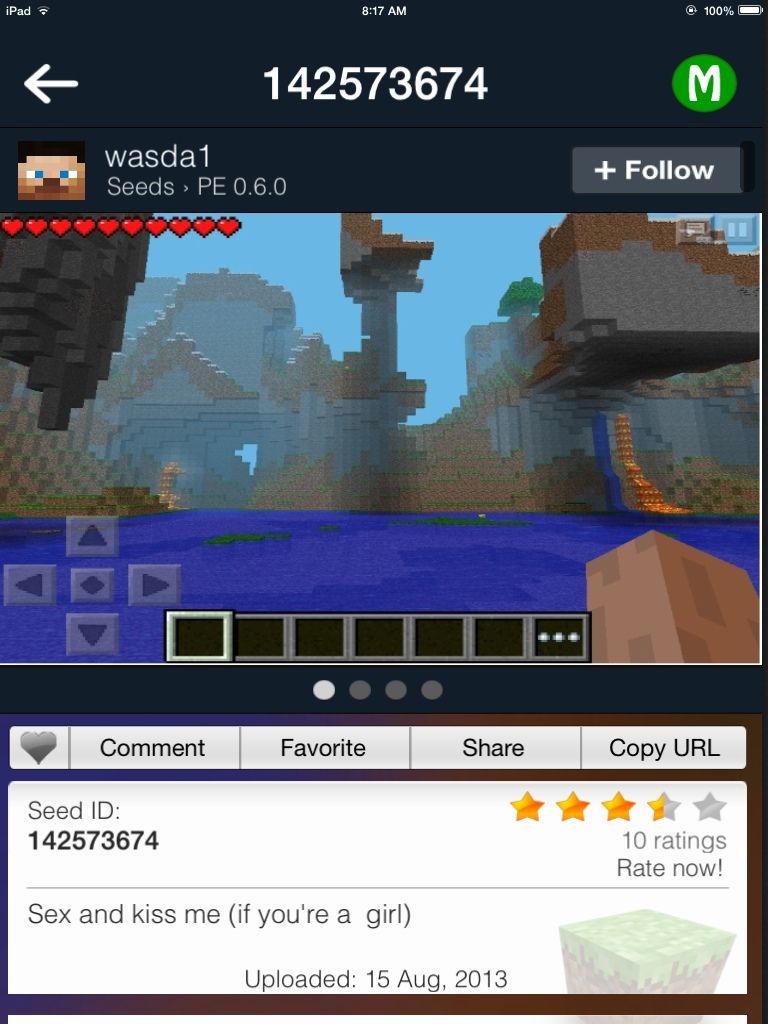 iPad 8:17 AM 100%
142573674 M
wasda1
Seeds › PE 0.6.0
+ Follow
Comment Favorite Share Copy URL
Seed ID:
142573674
10 ratings
Rate now!
Sex and kiss me (if you're a  girl)
Uploaded: 15 Aug, 2013